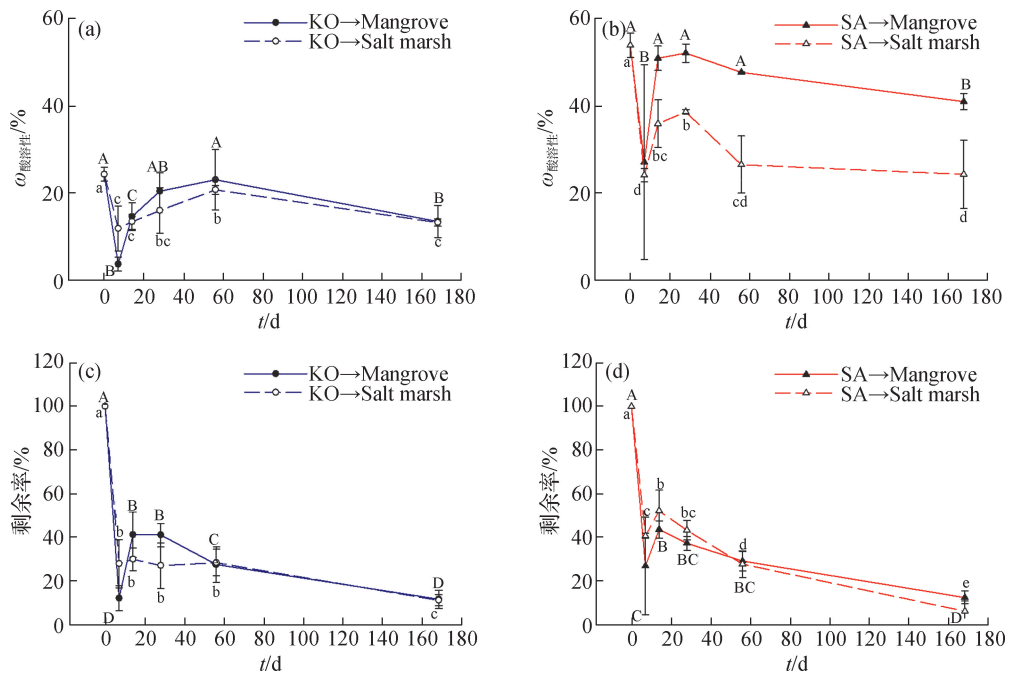 (a)
KO→Mangrove
KO→Salt marsh
ω酸溶性/%
60
40
20
0
A
a
c
B
C
c
AB
bc
A
b
B
c
0 20 40 60 80 100 120 140 160 180
t/d
(b)
SA→Mangrove
SA→Salt marsh
ω酸溶性/%
60
40
20
0
A
a
B
d
A
bc
A
b
A
cd
B
d
0 20 40 60 80 100 120 140 160 180
t/d
(c)
KO→Mangrove
KO→Salt marsh
剩余率/%
120
100
80
60
40
20
0
A
a
b
D
B
b
B
b
C
b
D
c
0 20 40 60 80 100 120 140 160 180
t/d
(d)
SA→Mangrove
SA→Salt marsh
剩余率/%
120
100
80
60
40
20
0
A
a
c
C
b
B
bc
BC
d
BC
e
D
0 20 40 60 80 100 120 140 160 180
t/d